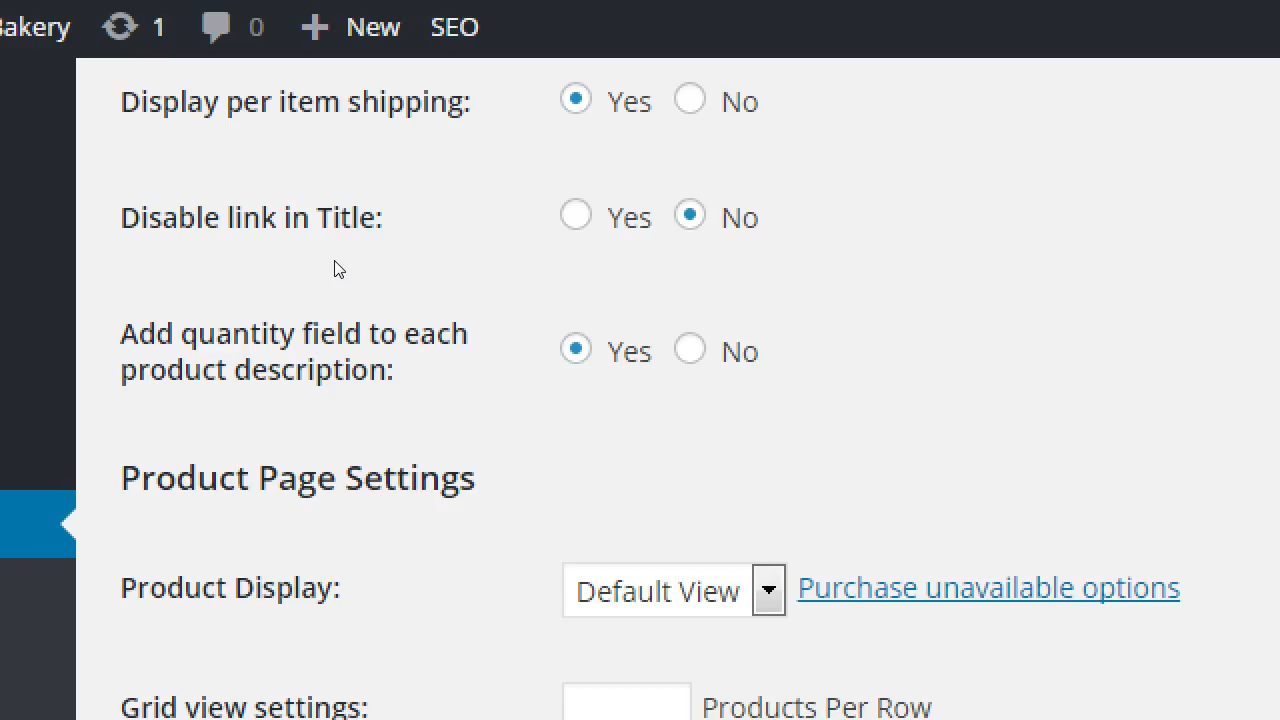 Bakery 1 0 New SEO
Display per item shipping: Yes No
Disable link in Title: Yes No
Add quantity field to each
product description: Yes No
Product Page Settings
Product Display: Default View Purchase unavailable options
Grid view settings: Products Per Row